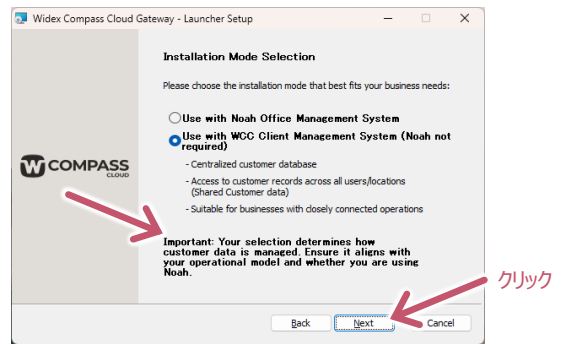 Widex Compass Cloud Gateway - Launcher Setup
Installation Mode Selection
Please choose the installation mode that best fits your business needs:
Use with Noah Office Management System
Use with WCC Client Management System (Noah not
required)
- Centralized customer database
- Access to customer records across all users/locations
(Shared Customer data)
- Suitable for businesses with closely connected operations
W COMPASS
CLOUD
Important: Your selection determines how
customer data is managed. Ensure it aligns with
your operational model and whether you are using
Noah.
クリック
Back Next Cancel